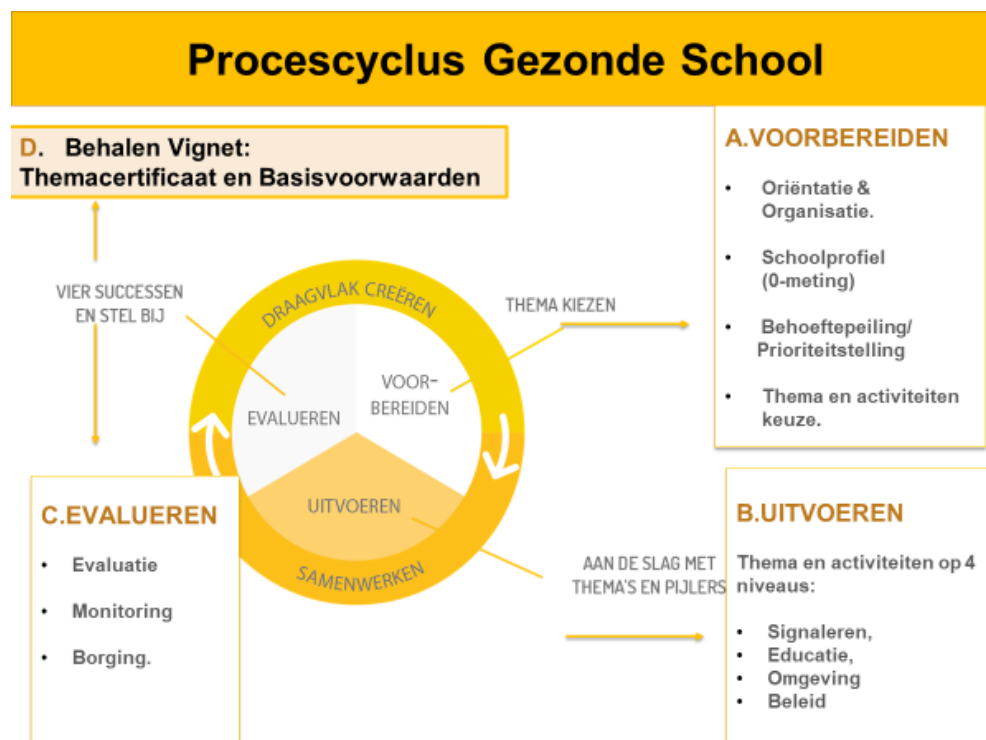 Procescyclus Gezonde School
D. Behalen Vignet:
Themacertificaat en Basisvoorwaarden
A.VOORBEREIDEN
• Oriëntatie &
Organisatie.
• Schoolprofiel
(0-meting)
• Behoeftepeiling/
Prioriteitstelling
• Thema en activiteiten
keuze.
VIER SUCCESSEN
EN STEL BIJ
DRAAGVLAK CREËREN
THEMA KIEZEN
VOOR-
BEREIDEN
EVALUEREN
UITVOEREN
SAMENWERKEN
AAN DE SLAG MET
THEMA'S EN PIJLERS
C.EVALUEREN
• Evaluatie
• Monitoring
• Borging.
B.UITVOEREN
Thema en activiteiten op 4
niveaus:
• Signaleren,
• Educatie,
• Omgeving
• Beleid